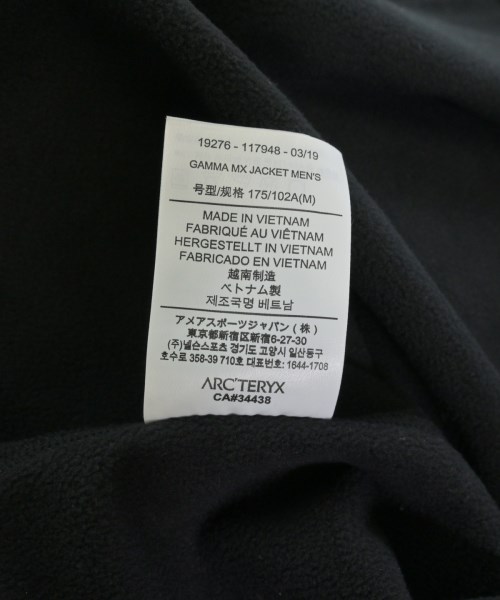 19276 - 117948 - 03/19
GAMMA MX JACKET MEN'S
号型/规格 175/102A(M)
MADE IN VIETNAM
FABRIQUÉ AU VIÊTNAM
HERGESTELLT IN VIETNAM
FABRICADO EN VIETNAM
越南制造
ベトナム製
제조국명 베트남
アメアスポーツジャパン(株)
東京都新宿区新宿6-27-30
(주)넬슨스포츠 경기도 고양시 일산동구
호수로 358-39 710호 대표번호: 1644-1708
ARC'TERYX
CA#34438